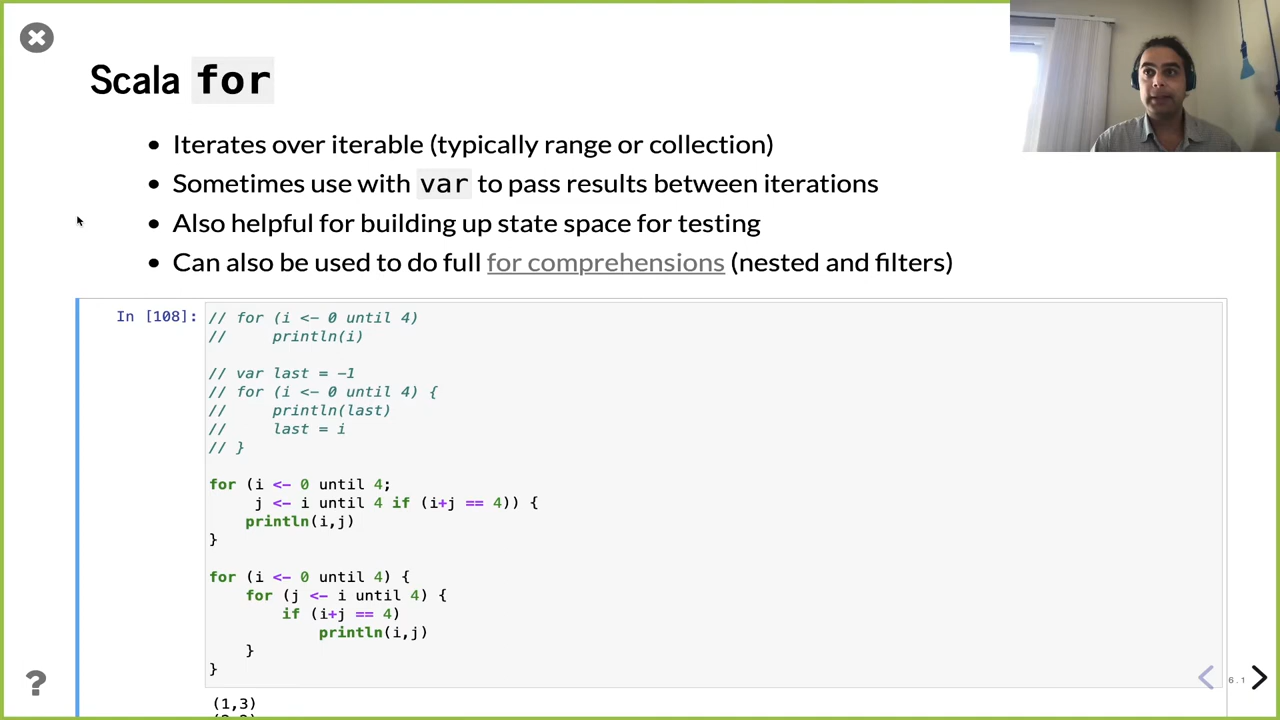 Scala for
• Iterates over iterable (typically range or collection)
• Sometimes use with var to pass results between iterations
• Also helpful for building up state space for testing
• Can also be used to do full for comprehensions (nested and filters)
In [108]:
// for (i <- 0 until 4)
//     println(i)
// var last = -1
// for (i <- 0 until 4) {
//     println(last)
//     last = i
// }
for (i <- 0 until 4;
     j <- i until 4 if (i+j == 4)) {
    println(i,j)
}
for (i <- 0 until 4) {
    for (j <- i until 4) {
        if (i+j == 4)
            println(i,j)
    }
}
(1,3)
?
6.1